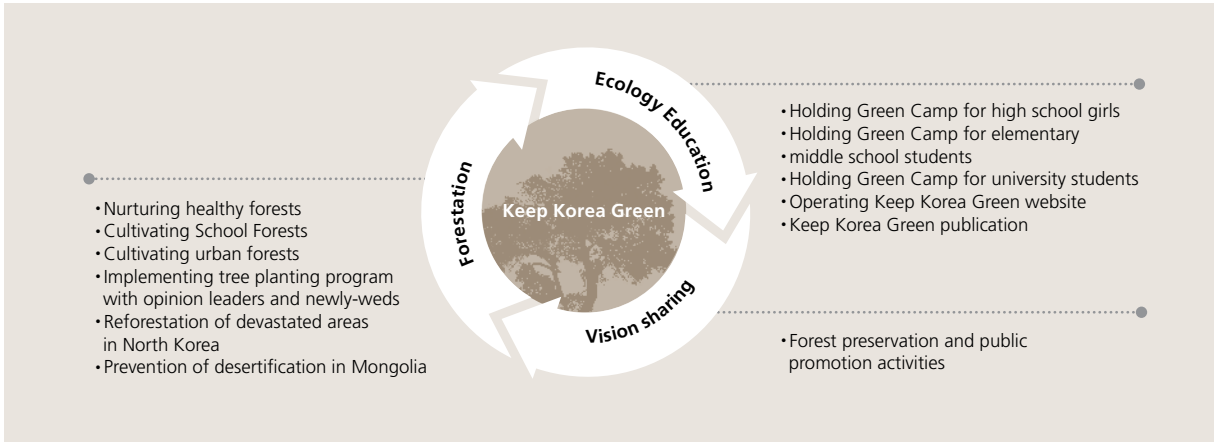 Keep Korea Green
Forestation
• Nurturing healthy forests
• Cultivating School Forests
• Cultivating urban forests
• Implementing tree planting program
with opinion leaders and newly-weds
• Reforestation of devastated areas
in North Korea
• Prevention of desertification in Mongolia
Ecology Education
• Holding Green Camp for high school girls
• Holding Green Camp for elementary
• middle school students
• Holding Green Camp for university students
• Operating Keep Korea Green website
• Keep Korea Green publication
Vision sharing
• Forest preservation and public
promotion activities